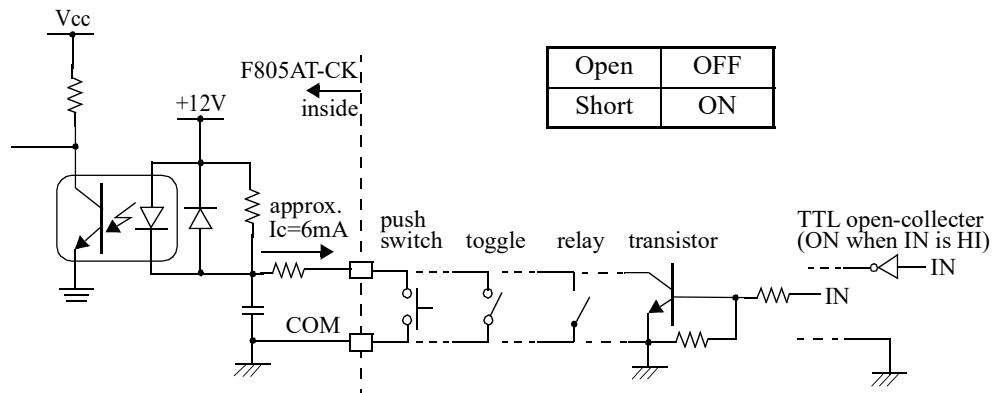 Vcc
F805AT-CK
inside
+12V
Open OFF
Short ON
approx.
Ic=6mA
push
switch
toggle
relay
transistor
TTL open-collecter
(ON when IN is HI)
IN
IN
COM